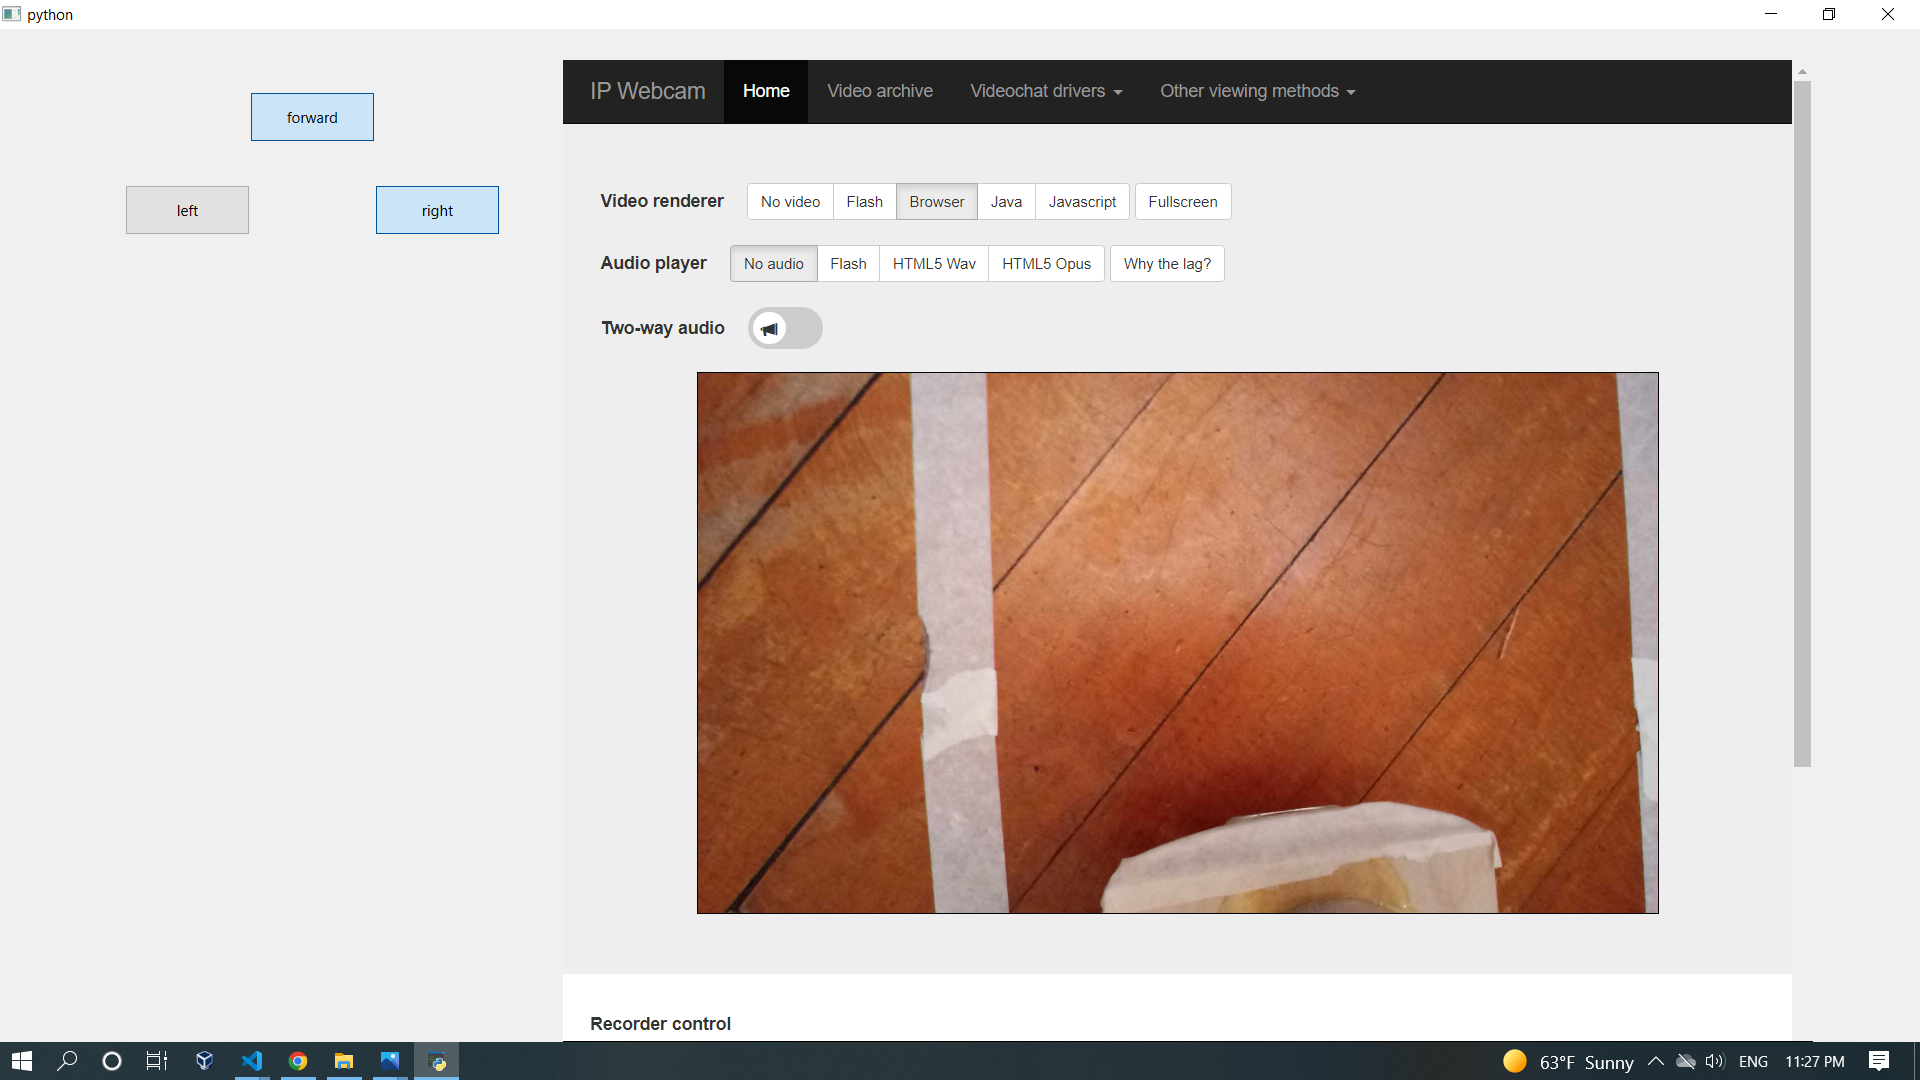 python
forward
left
right
IP Webcam Home Video archive Videochat drivers Other viewing methods
Video renderer No video Flash Browser Java Javascript Fullscreen
Audio player No audio Flash HTML5 Wav HTML5 Opus Why the lag?
Two-way audio
Recorder control
63°F Sunny ENG 11:27 PM